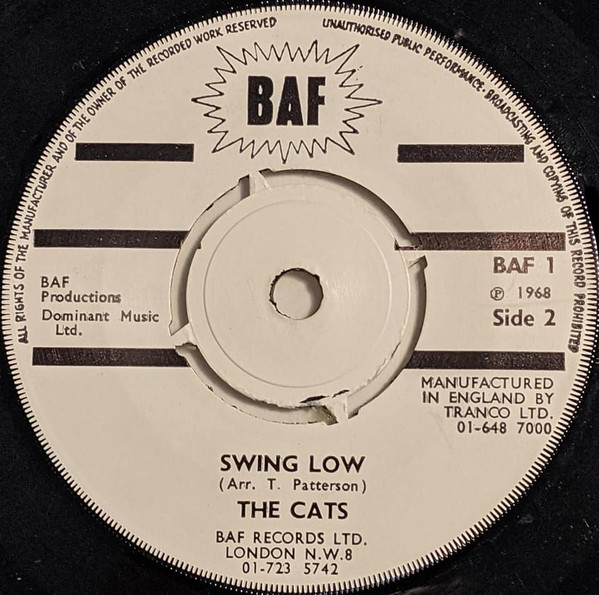 ALL RIGHTS OF THE MANUFACTURER AND OF THE OWNER OF THE RECORDED WORK RESERVED
UNAUTHORISED PUBLIC PERFORMANCE, BROADCASTING AND COPYING OF THIS RECORD PROHIBITED
BAF
BAF
Productions
Dominant Music
Ltd.
BAF 1
℗ 1968
Side 2
MANUFACTURED
IN ENGLAND BY
TRANCO LTD.
01-648 7000
SWING LOW
(Arr. T. Patterson)
THE CATS
BAF RECORDS LTD.
LONDON N.W.8
01-723 5742